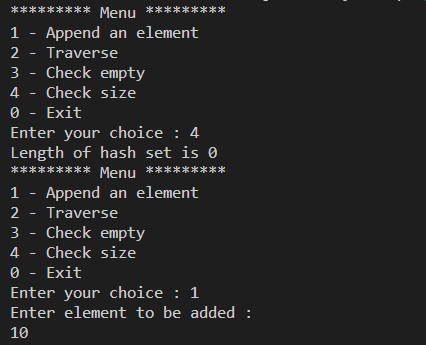 ********* Menu *********
1 - Append an element
2 - Traverse
3 - Check empty
4 - Check size
0 - Exit
Enter your choice : 4
Length of hash set is 0
********* Menu *********
1 - Append an element
2 - Traverse
3 - Check empty
4 - Check size
0 - Exit
Enter your choice : 1
Enter element to be added :
10